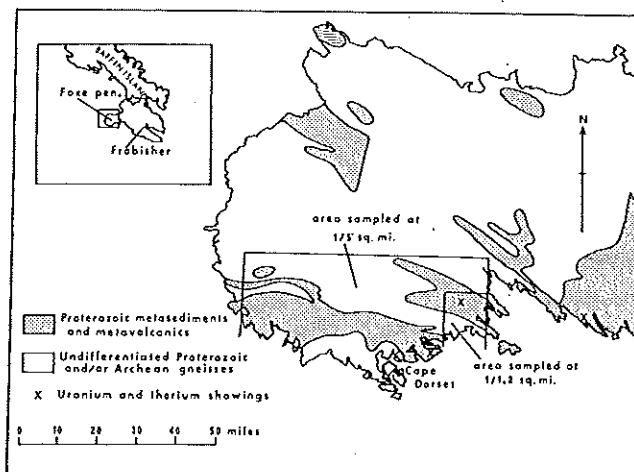 BAFFIN ISLAND
Foxe pen.
Frobisher
N
area sampled at
1/5 sq. mi.
Proterozoic metasediments
and metavolcanics
Undifferentiated Proterozoic
and/or Archean gneisses
X Uranium and thorium showings
Cape
Dorset
area sampled at
1/1.2 sq. mi.
0 10 20 30 40 50 miles